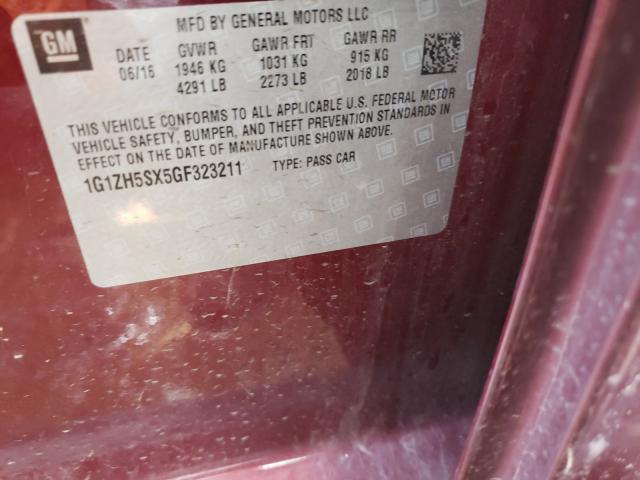 GM
MFD BY GENERAL MOTORS LLC
DATE GVWR GAWR FRT GAWR RR
06/16 1946 KG 1031 KG 915 KG
4291 LB 2273 LB 2018 LB
THIS VEHICLE CONFORMS TO ALL APPLICABLE U.S. FEDERAL MOTOR
VEHICLE SAFETY, BUMPER, AND THEFT PREVENTION STANDARDS IN
EFFECT ON THE DATE OF MANUFACTURE SHOWN ABOVE.
1G1ZH5SX5GF323211 TYPE: PASS CAR